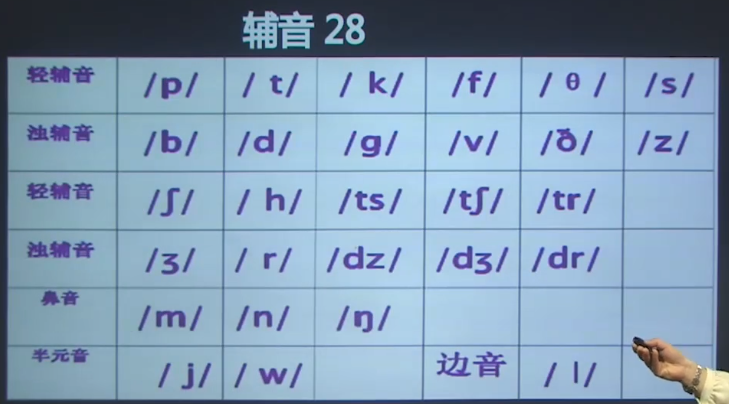 辅音 28
轻辅音 /p/ / t/ / k/ /f/ / θ / /s/
浊辅音 /b/ /d/ /g/ /v/ /ð/ /z/
轻辅音 /ʃ/ / h/ /ts/ /tʃ/ /tr/
浊辅音 /ʒ/ / r/ /dz/ /dʒ/ /dr/
鼻音 /m/ /n/ /ŋ/
半元音 / j/ / w/ 边音 / l/